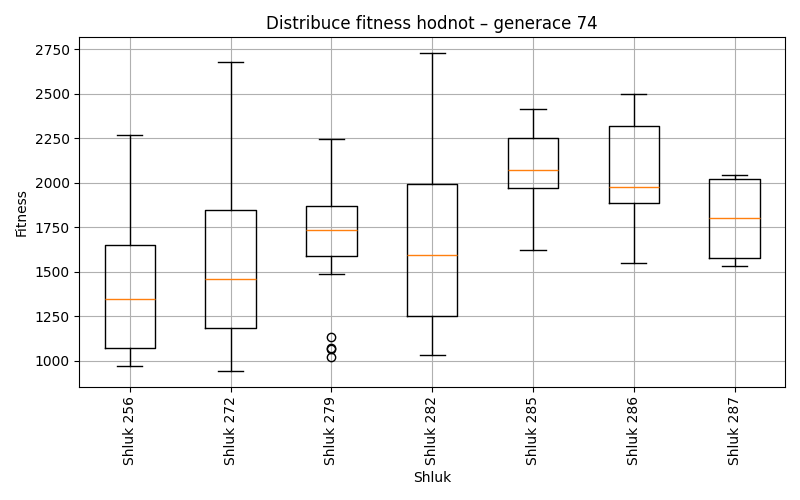 Distribuce fitness hodnot – generace 74
Fitness
2750
2500
2250
2000
1750
1500
1250
1000
Shluk 256
Shluk 272
Shluk 279
Shluk 282
Shluk 285
Shluk 286
Shluk 287
Shluk